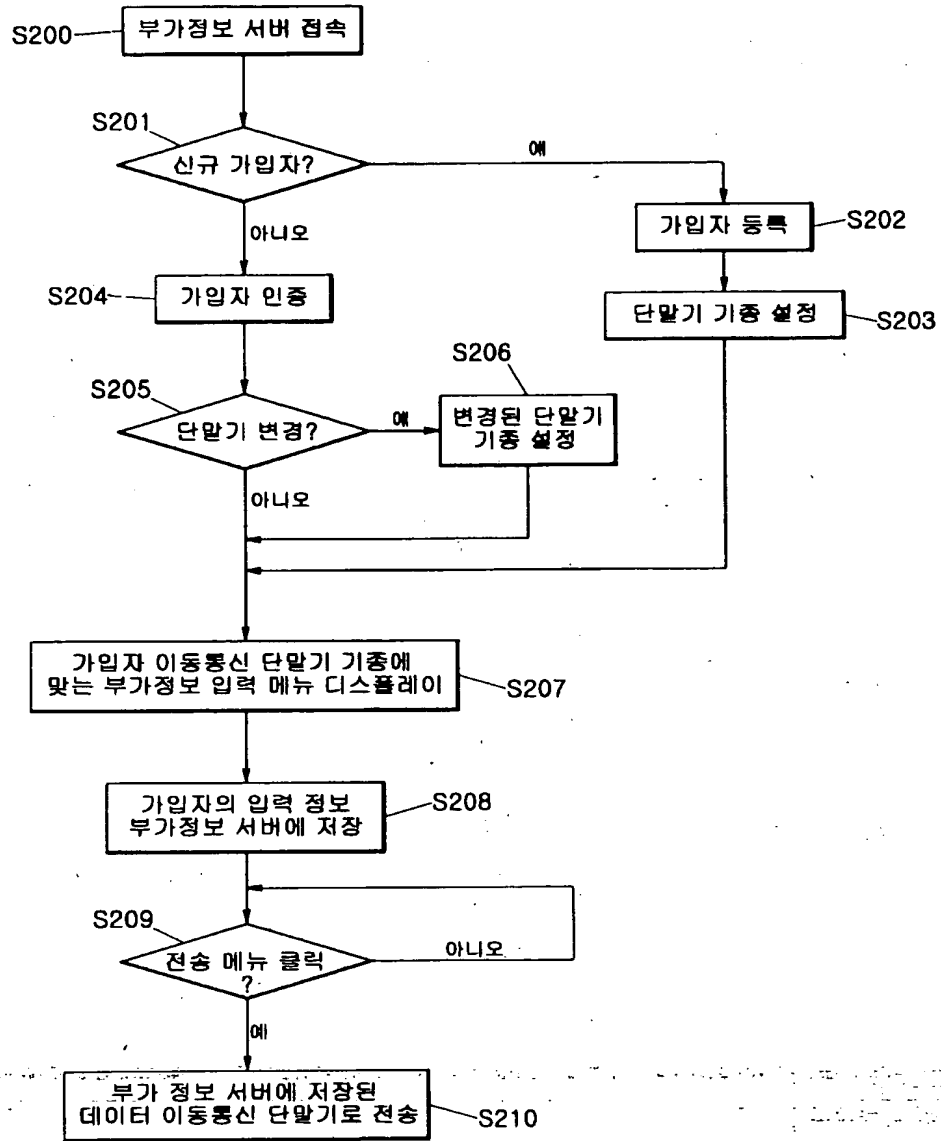 S200
부가정보 서버 접속
S201
신규 가입자?
예
아니오
가입자 등록
S202
S204
가입자 인증
단말기 기종 설정
S203
S205
단말기 변경?
예
S206
변경된 단말기
기종 설정
아니오
가입자 이동통신 단말기 기종에
맞는 부가정보 입력 메뉴 디스플레이
S207
가입자의 입력 정보
부가정보 서버에 저장
S208
S209
전송 메뉴 클릭
?
아니오
예
부가 정보 서버에 저장된
데이터 이동통신 단말기로 전송
S210